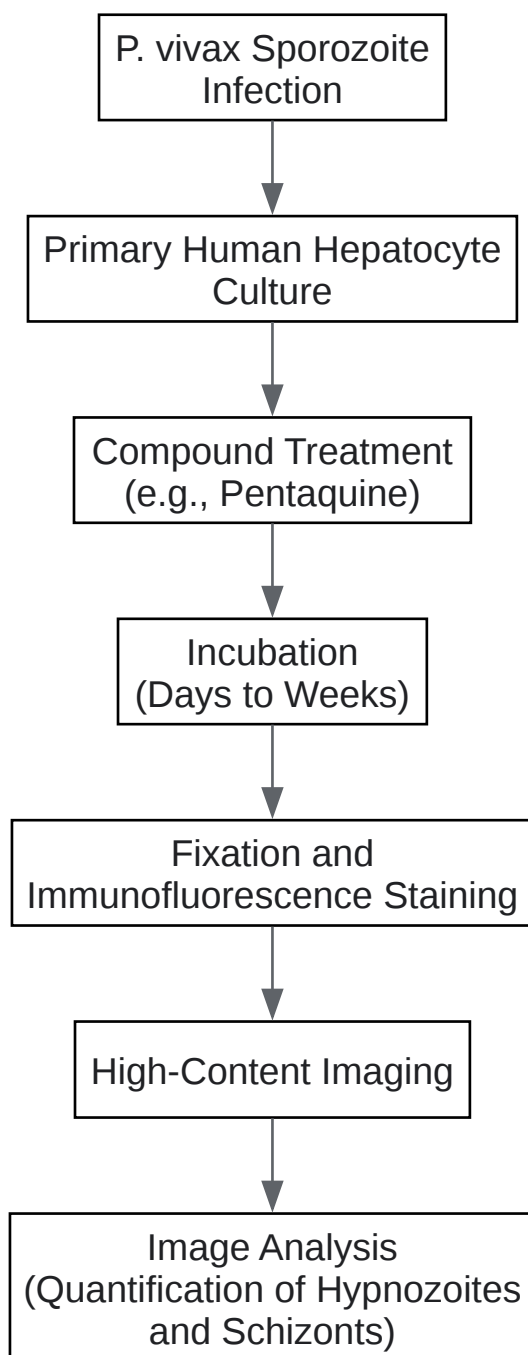 P. vivax Sporozoite
Infection
Primary Human Hepatocyte
Culture
Compound Treatment
(e.g., Pentaquine)
Incubation
(Days to Weeks)
Fixation and
Immunofluorescence Staining
High-Content Imaging
Image Analysis
(Quantification of Hypnozoites
and Schizonts)